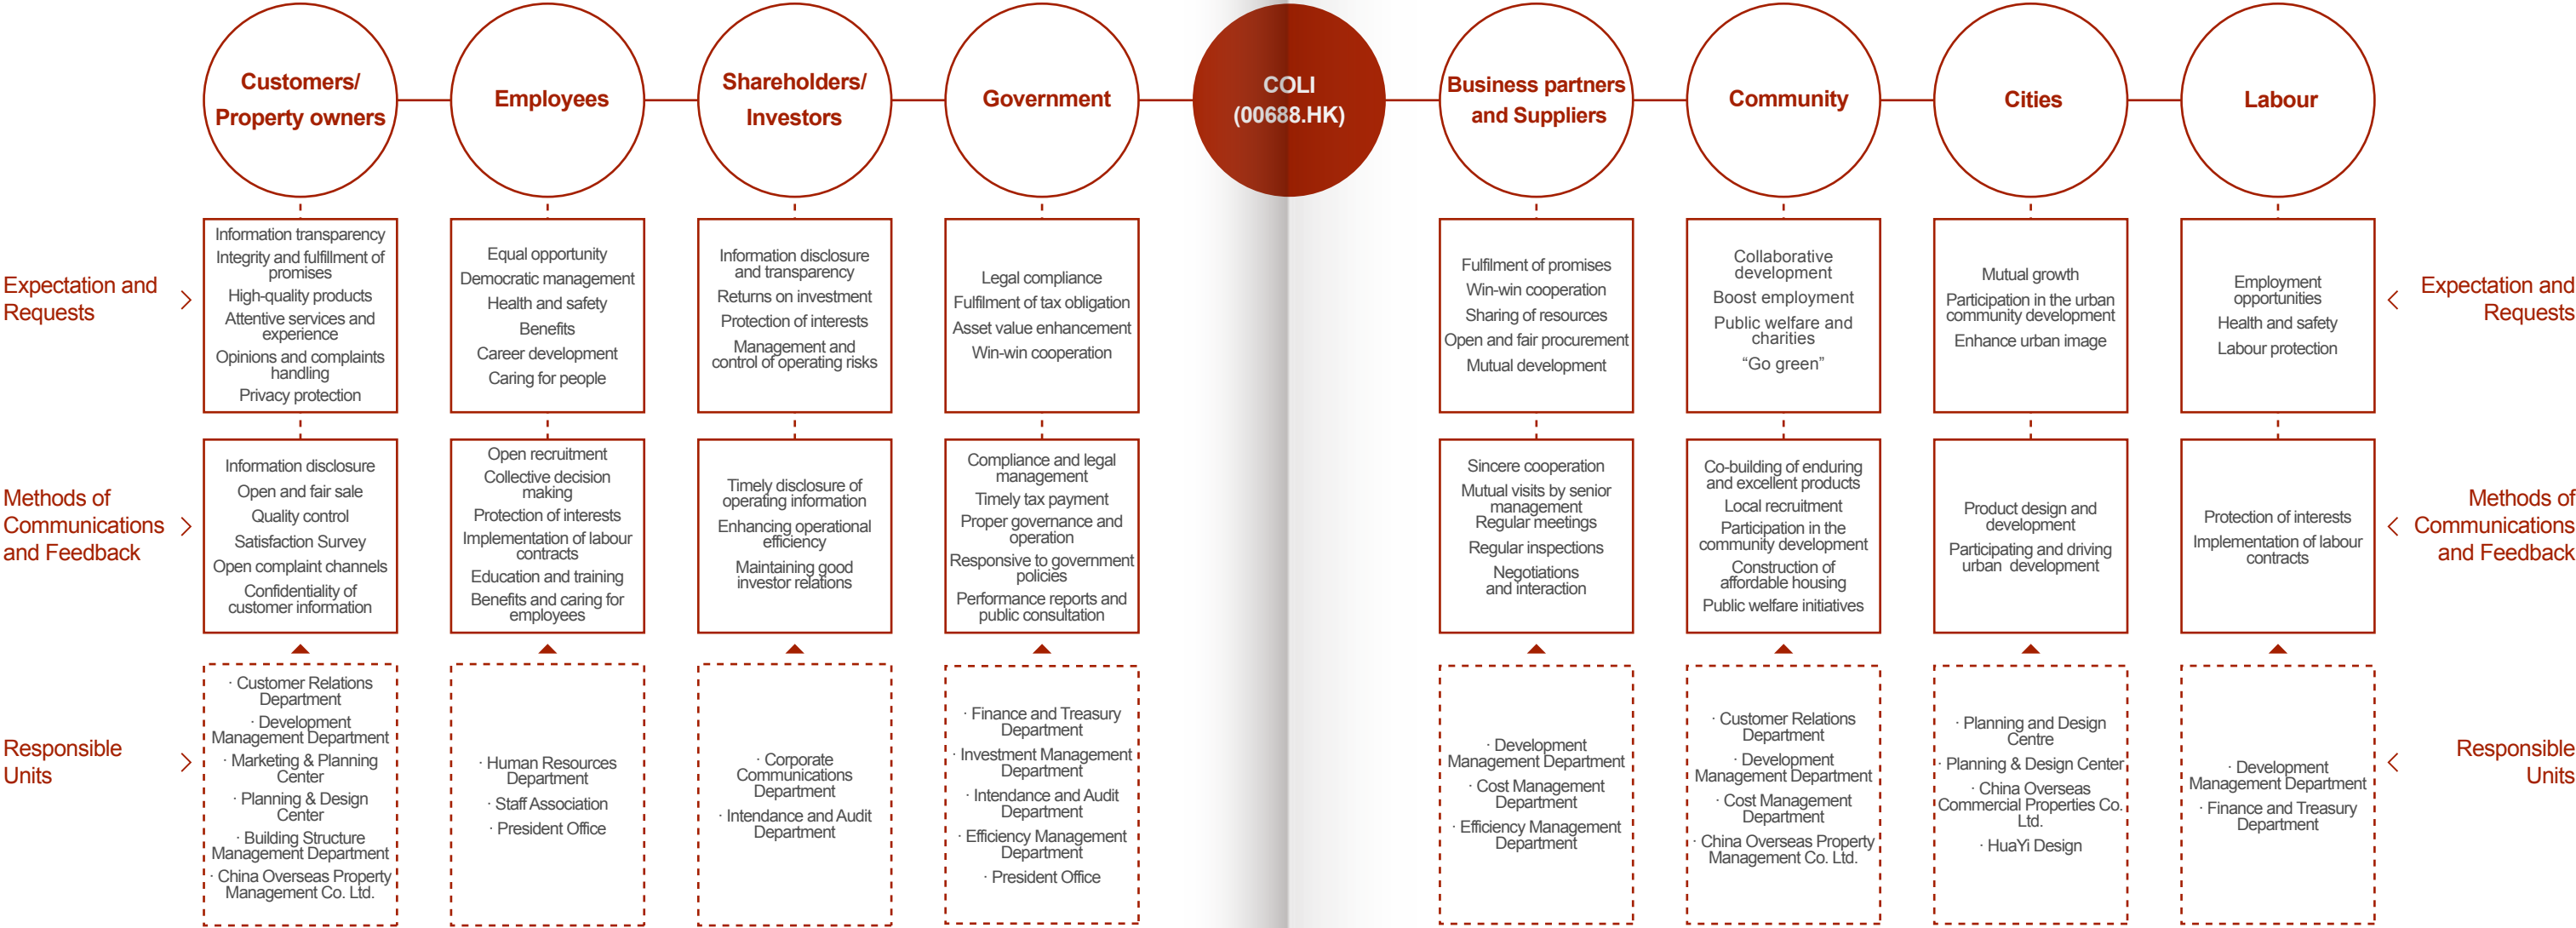 Customers/
Property owners
Employees
Shareholders/
Investors
Government
COLI
(00688.HK)
Business partners
and Suppliers
Community
Cities
Labour
Expectation and
Requests
Information transparency
Integrity and fulfillment of
promises
High-quality products
Attentive services and
experience
Opinions and complaints
handling
Privacy protection
Equal opportunity
Democratic management
Health and safety
Benefits
Career development
Caring for people
Information disclosure
and transparency
Returns on investment
Protection of interests
Management and
control of operating risks
Legal compliance
Fulfilment of tax obligation
Asset value enhancement
Win-win cooperation
Fulfilment of promises
Win-win cooperation
Sharing of resources
Open and fair procurement
Mutual development
Collaborative
development
Boost employment
Public welfare and
charities
“Go green”
Mutual growth
Participation in the urban
community development
Enhance urban image
Employment
opportunities
Health and safety
Labour protection
Expectation and
Requests
Methods of
Communications
and Feedback
Information disclosure
Open and fair sale
Quality control
Satisfaction Survey
Open complaint channels
Confidentiality of
customer information
Open recruitment
Collective decision
making
Protection of interests
Implementation of labour
contracts
Education and training
Benefits and caring for
employees
Timely disclosure of
operating information
Enhancing operational
efficiency
Maintaining good
investor relations
Compliance and legal
management
Timely tax payment
Proper governance and
operation
Responsive to government
policies
Performance reports and
public consultation
Sincere cooperation
Mutual visits by senior
management
Regular meetings
Regular inspections
Negotiations
and interaction
Co-building of enduring
and excellent products
Local recruitment
Participation in the
community development
Construction of
affordable housing
Public welfare initiatives
Product design and
development
Participating and driving
urban development
Protection of interests
Implementation of labour
contracts
Methods of
Communications
and Feedback
Responsible
Units
· Customer Relations
Department
· Development
Management Department
· Marketing & Planning
Center
· Planning & Design
Center
· Building Structure
Management Department
· China Overseas Property
Management Co. Ltd.
· Human Resources
Department
· Staff Association
· President Office
· Corporate
Communications
Department
· Intendance and Audit
Department
· Finance and Treasury
Department
· Investment Management
Department
· Intendance and Audit
Department
· Efficiency Management
Department
· President Office
· Development
Management Department
· Cost Management
Department
· Efficiency Management
Department
· Customer Relations
Department
· Development
Management Department
· Cost Management
Department
· China Overseas Property
Management Co. Ltd.
· Planning and Design
Centre
· Planning & Design Center
· China Overseas
Commercial Properties Co.
Ltd.
· HuaYi Design
· Development
Management Department
· Finance and Treasury
Department
Responsible
Units